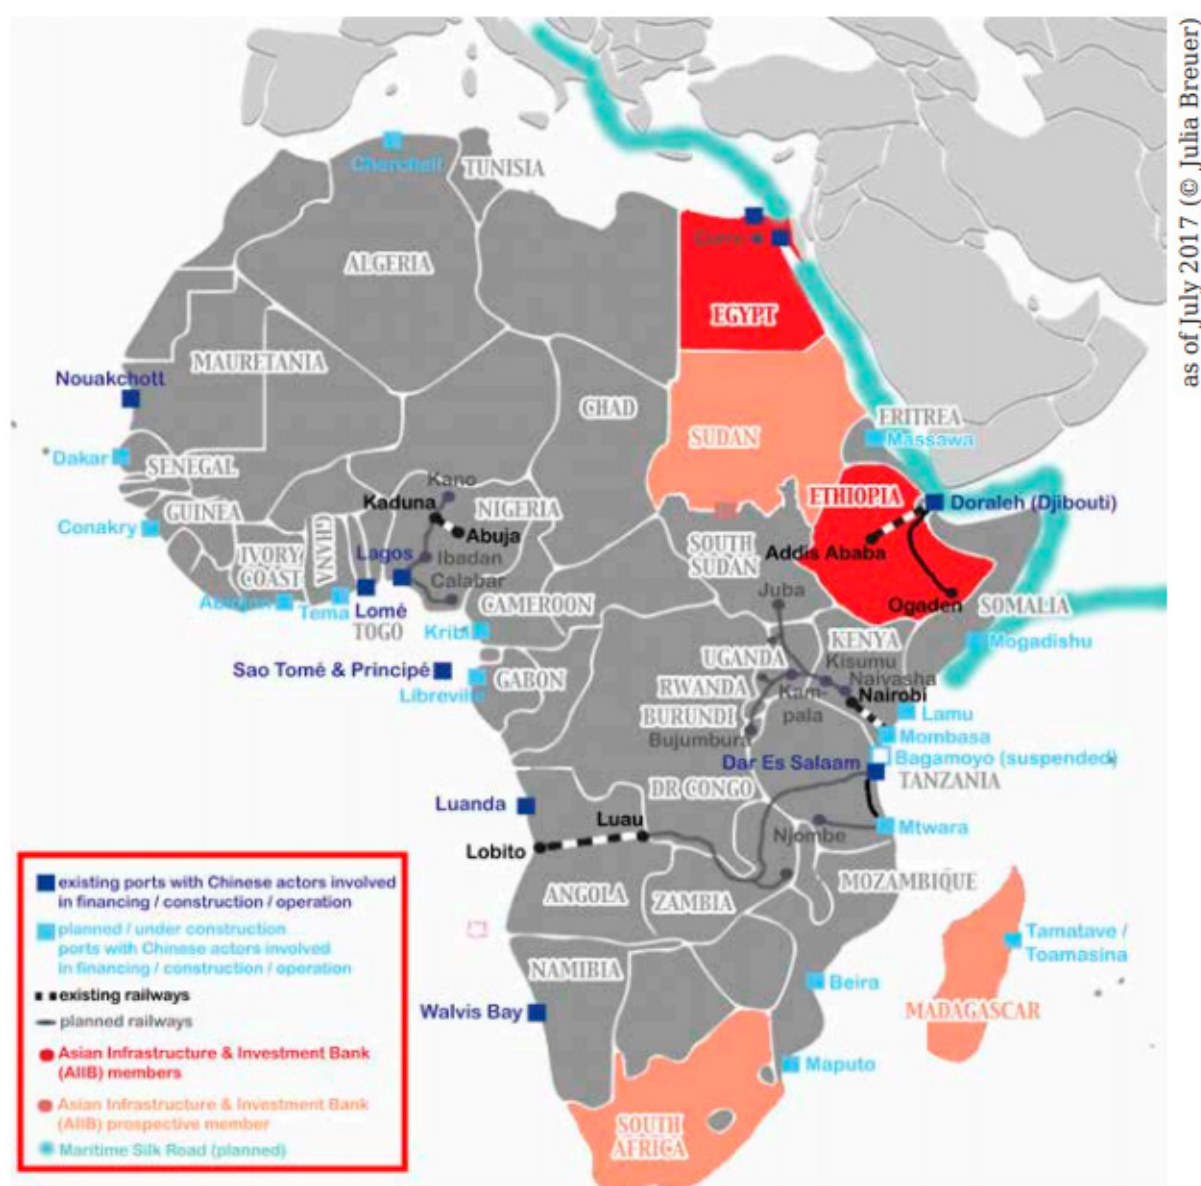 as of July 2017 (© Julia Breuer)
Cherchell
TUNISIA
ALGERIA
EGYPT
MAURETANIA
Nouakchott
CHAD
SUDAN
ERITREA
Massawa
Dakar
SENEGAL
Kano
Kaduna
NIGERIA
ETHIOPIA
Doraleh (Djibouti)
GUINEA
Conakry
GHANA
Abuja
IVORY
COAST
Lagos
Ibadan
SOUTH
SUDAN
Addis Ababa
Calabar
Juba
Ogaden
SOMALIA
Abidjan
Tema
Lomé
TOGO
CAMEROON
Kribi
KENYA
Mogadishu
UGANDA
Kisumu
Sao Tomé & Principé
GABON
Libreville
RWANDA
Naivasha
Nairobi
Kam-
pala
BURUNDI
Bujumbura
Lamu
Mombasa
Bagamoyo (suspended)
Dar Es Salaam
TANZANIA
DR CONGO
Luanda
Luau
Lobito
Njombe
Mtwara
ANGOLA
ZAMBIA
MOZAMBIQUE
Tamatave /
Toamasina
NAMIBIA
Beira
MADAGASCAR
Walvis Bay
Maputo
SOUTH
AFRICA
existing ports with Chinese actors involved
in financing / construction / operation
planned / under construction
ports with Chinese actors involved
in financing / construction / operation
existing railways
planned railways
Asian Infrastructure & Investment Bank
(AIIB) members
Asian Infrastructure & Investment Bank
(AIIB) prospective member
Maritime Silk Road (planned)